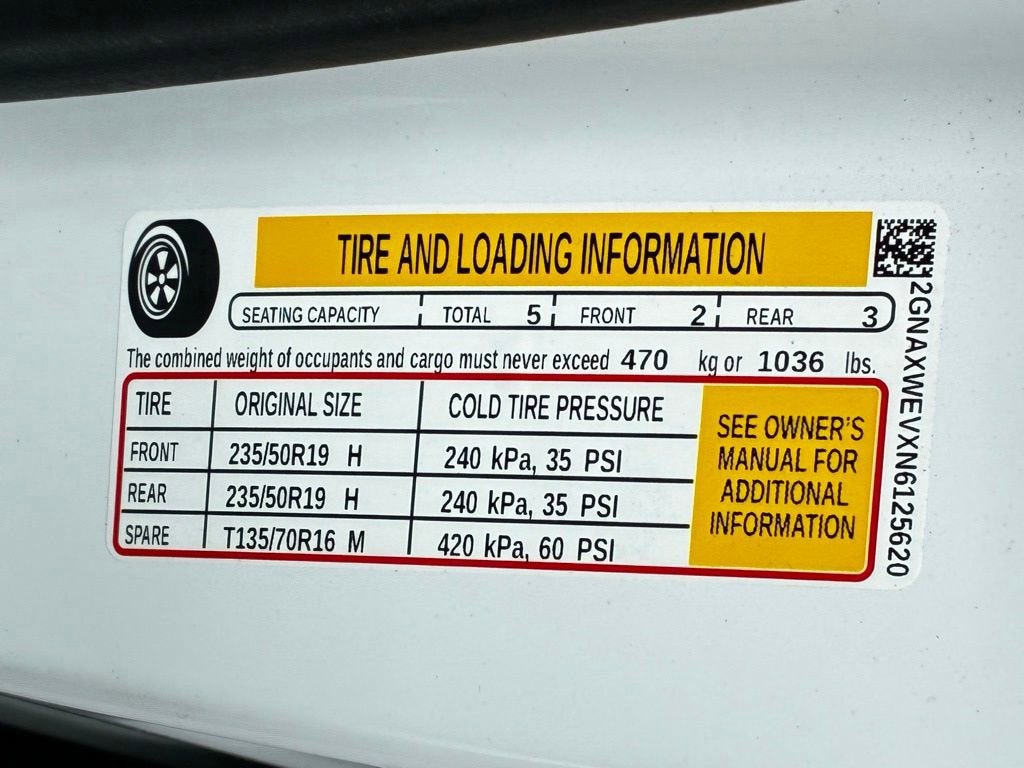 TIRE AND LOADING INFORMATION
SEATING CAPACITY TOTAL 5 FRONT 2 REAR 3
The combined weight of occupants and cargo must never exceed 470 kg or 1036 lbs.
TIRE ORIGINAL SIZE COLD TIRE PRESSURE
FRONT 235/50R19 H 240 kPa, 35 PSI
REAR 235/50R19 H 240 kPa, 35 PSI
SPARE T135/70R16 M 420 kPa, 60 PSI
SEE OWNER'S
MANUAL FOR
ADDITIONAL
INFORMATION
2GNAXWEVXN6125620